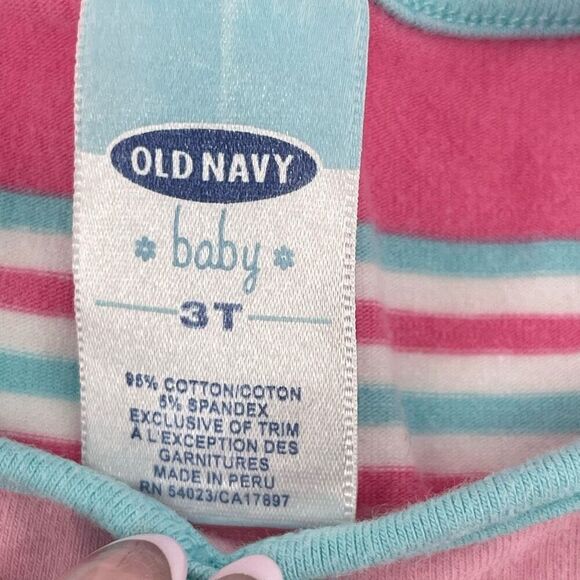 OLD NAVY
baby
3T
95% COTTON/COTON
5% SPANDEX
EXCLUSIVE OF TRIM
À L'EXCEPTION DES
GARNITURES
MADE IN PERU
RN 54023/CA17897